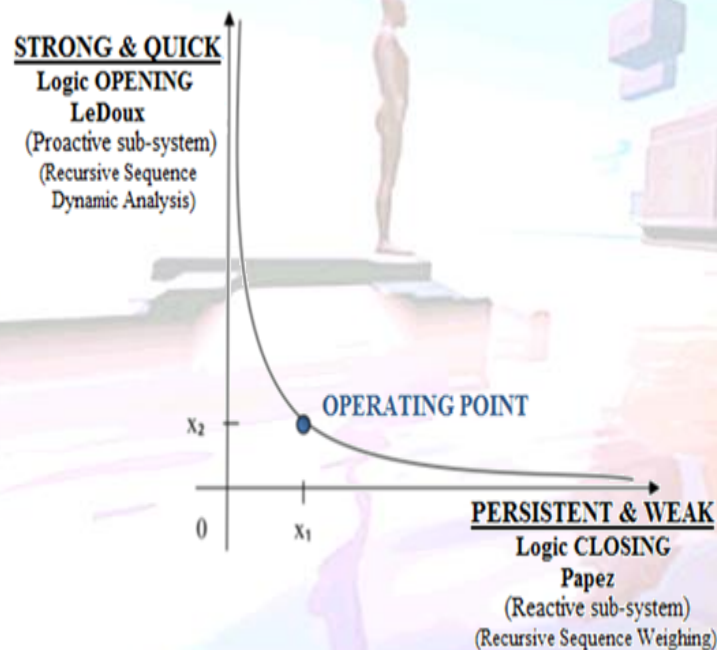 STRONG & QUICK
Logic OPENING
LeDoux
(Proactive sub-system)
(Recursive Sequence
Dynamic Analysis)
OPERATING POINT
x₂
0
x₁
PERSISTENT & WEAK
Logic CLOSING
Papez
(Reactive sub-system)
(Recursive Sequence Weighing)